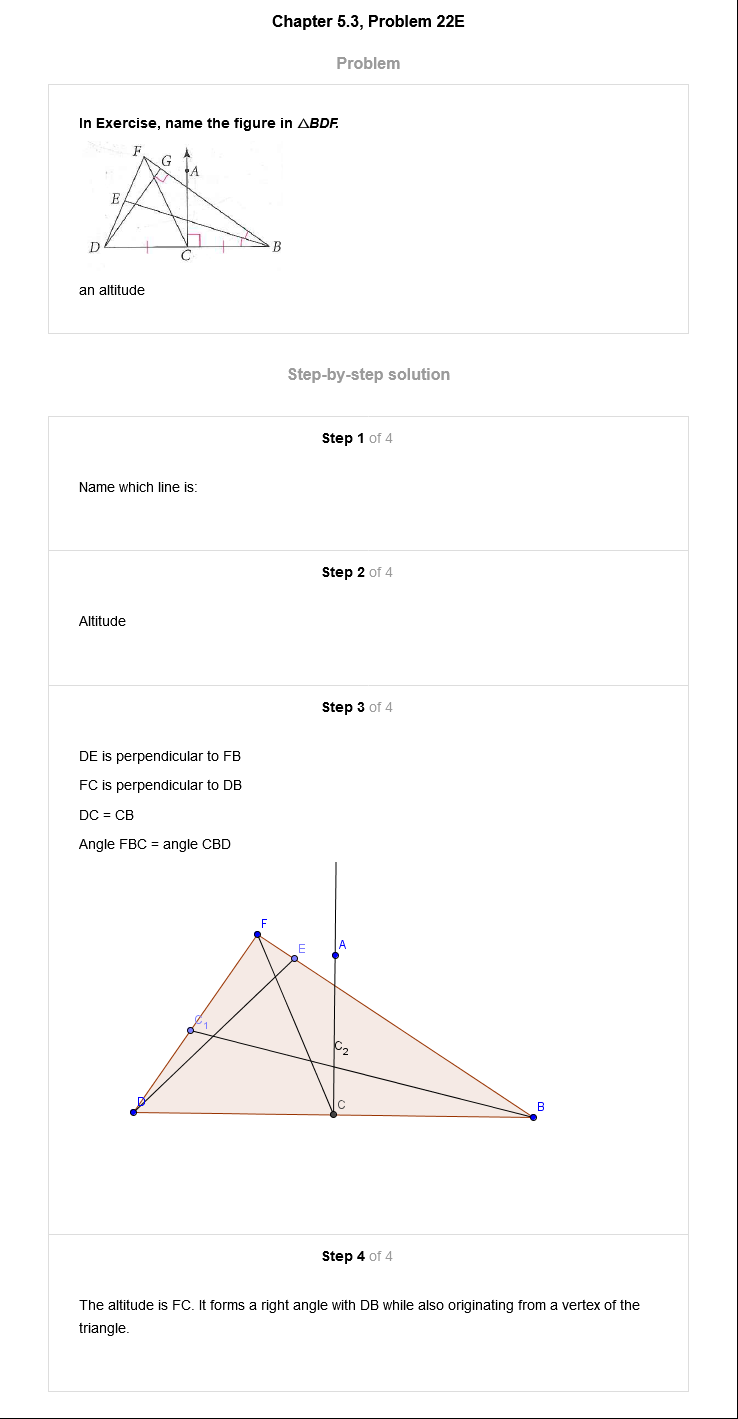 Chapter 5.3, Problem 22E
Problem
In Exercise, name the figure in △BDF.
F
G
A
E
D
C
B
an altitude
Step-by-step solution
Step 1 of 4
Name which line is:
Step 2 of 4
Altitude
Step 3 of 4
DE is perpendicular to FB
FC is perpendicular to DB
DC = CB
Angle FBC = angle CBD
F
E
A
C1
C2
D
C
B
Step 4 of 4
The altitude is FC. It forms a right angle with DB while also originating from a vertex of the
triangle.